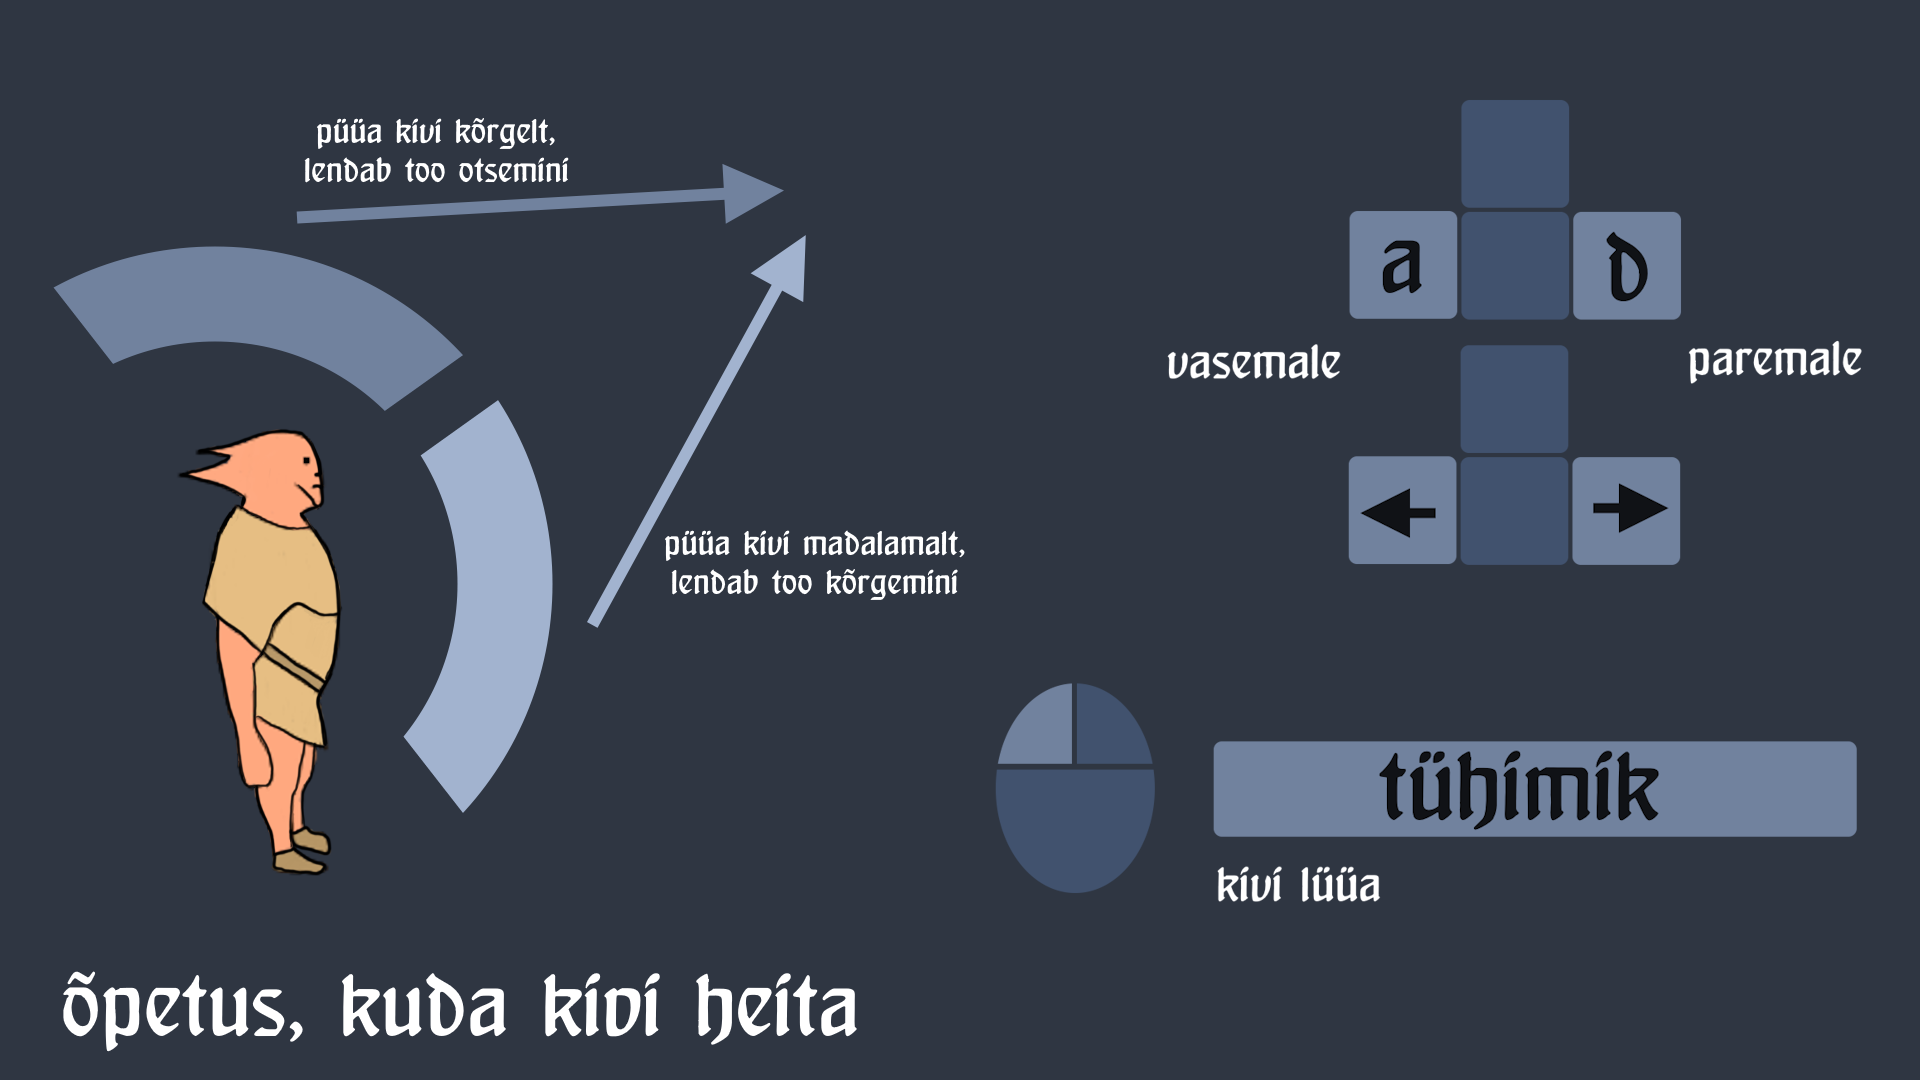 püüa kivi kõrgelt,
lendab too otsemini
a
d
vasemale
paremale
püüa kivi madalamalt,
lendab too kõrgemini
tühimik
kivi lüüa
õpetus, kuda kivi heita